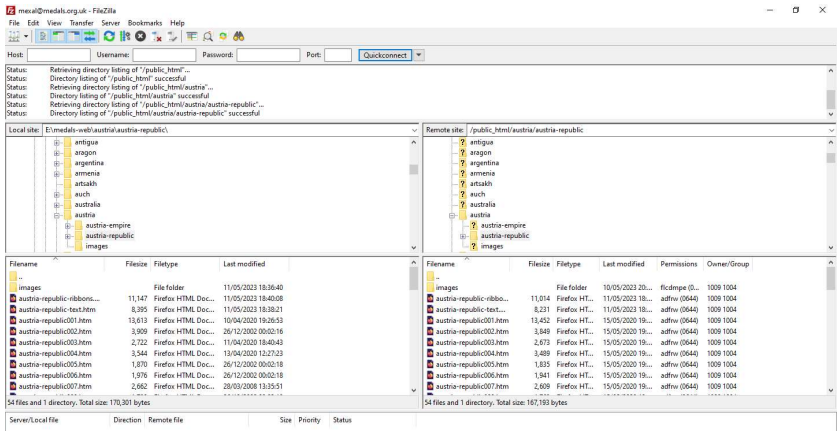 mexal@medals.org.uk - FileZilla
File Edit View Transfer Server Bookmarks Help
Host: Username: Password: Port: Quickconnect
Status: Retrieving directory listing of "/public_html"...
Status: Directory listing of "/public_html" successful
Status: Retrieving directory listing of "/public_html/austria"...
Status: Directory listing of "/public_html/austria" successful
Status: Retrieving directory listing of "/public_html/austria/austria-republic"...
Status: Directory listing of "/public_html/austria/austria-republic" successful
Local site: E:\medals-web\austria\austria-republic\
antigua
aragon
argentina
armenia
artsakh
auch
australia
austria
austria-empire
austria-republic
images
Filename Filesize Filetype Last modified
..
images File folder 11/05/2023 18:36:40
austria-republic-ribbons.... 11,147 Firefox HTML Doc... 11/05/2023 18:40:08
austria-republic-text.htm 8,395 Firefox HTML Doc... 11/05/2023 18:38:21
austria-republic001.htm 13,613 Firefox HTML Doc... 10/04/2020 19:26:53
austria-republic002.htm 3,909 Firefox HTML Doc... 26/12/2002 00:02:16
austria-republic003.htm 2,722 Firefox HTML Doc... 11/04/2020 18:40:43
austria-republic004.htm 3,544 Firefox HTML Doc... 13/04/2020 12:27:23
austria-republic005.htm 1,870 Firefox HTML Doc... 26/12/2002 00:02:18
austria-republic006.htm 1,976 Firefox HTML Doc... 26/12/2002 00:02:18
austria-republic007.htm 2,662 Firefox HTML Doc... 28/03/2008 13:35:51
54 files and 1 directory. Total size: 170,301 bytes
Remote site: /public_html/austria/austria-republic
antigua
aragon
argentina
armenia
artsakh
auch
australia
austria
austria-empire
austria-republic
images
Filename Filesize Filetype Last modified Permissions Owner/Group
..
images File folder 10/05/2023 20:... flcdmpe (0... 1009 1004
austria-republic-ribbo... 11,014 Firefox HT... 11/05/2023 18:... adfrw (0644) 1009 1004
austria-republic-text.... 8,231 Firefox HT... 11/05/2023 18:... adfrw (0644) 1009 1004
austria-republic001.htm 13,452 Firefox HT... 15/05/2020 19:... adfrw (0644) 1009 1004
austria-republic002.htm 3,849 Firefox HT... 15/05/2020 19:... adfrw (0644) 1009 1004
austria-republic003.htm 2,673 Firefox HT... 15/05/2020 19:... adfrw (0644) 1009 1004
austria-republic004.htm 3,489 Firefox HT... 15/05/2020 19:... adfrw (0644) 1009 1004
austria-republic005.htm 1,835 Firefox HT... 15/05/2020 19:... adfrw (0644) 1009 1004
austria-republic006.htm 1,941 Firefox HT... 15/05/2020 19:... adfrw (0644) 1009 1004
austria-republic007.htm 2,609 Firefox HT... 15/05/2020 19:... adfrw (0644) 1009 1004
54 files and 1 directory. Total size: 167,193 bytes
Server/Local file Direction Remote file Size Priority Status